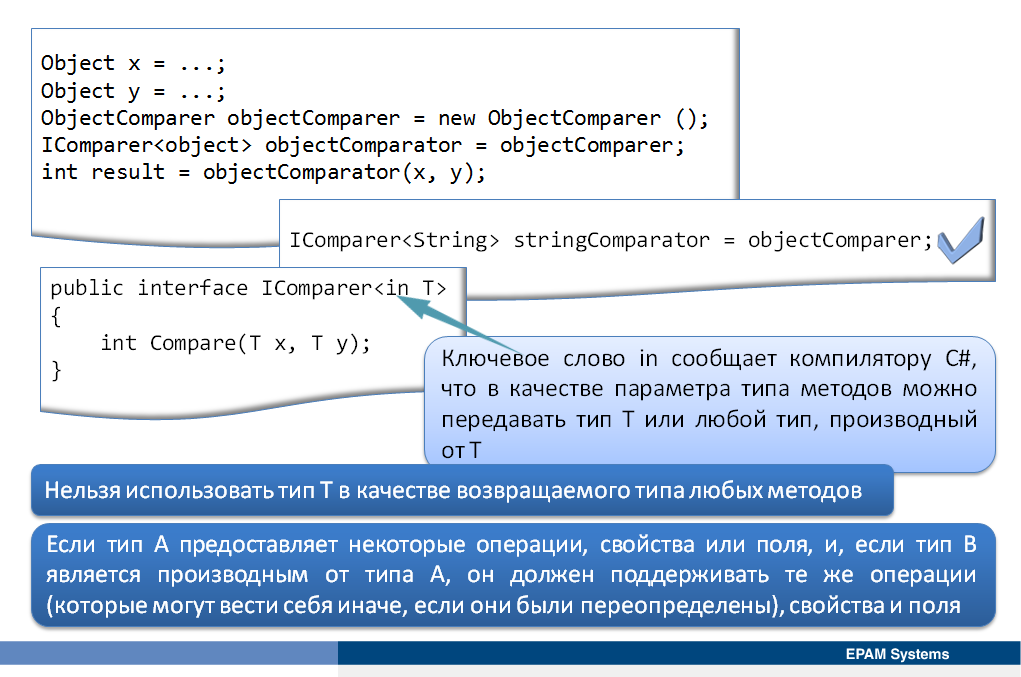 Object x = ...;
Object y = ...;
ObjectComparer objectComparer = new ObjectComparer ();
IComparer<object> objectComparator = objectComparer;
int result = objectComparator(x, y);
IComparer<String> stringComparator = objectComparer;
public interface IComparer<in T>
{
    int Compare(T x, T y);
}
Ключевое слово in сообщает компилятору C#,
что в качестве параметра типа методов можно
передавать тип T или любой тип, производный
от T
Нельзя использовать тип T в качестве возвращаемого типа любых методов
Если тип A предоставляет некоторые операции, свойства или поля, и, если тип B
является производным от типа A, он должен поддерживать те же операции
(которые могут вести себя иначе, если они были переопределены), свойства и поля
EPAM Systems